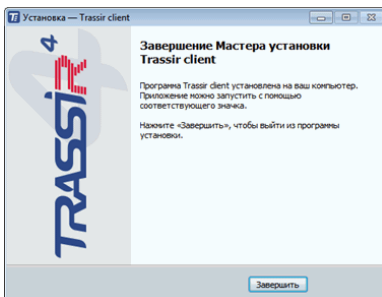 Установка — Trassir client
TRASSIR 4
Завершение Мастера установки
Trassir client
Программа Trassir client установлена на ваш компьютер.
Приложение можно запустить с помощью
соответствующего значка.
Нажмите «Завершить», чтобы выйти из программы
установки.
Завершить